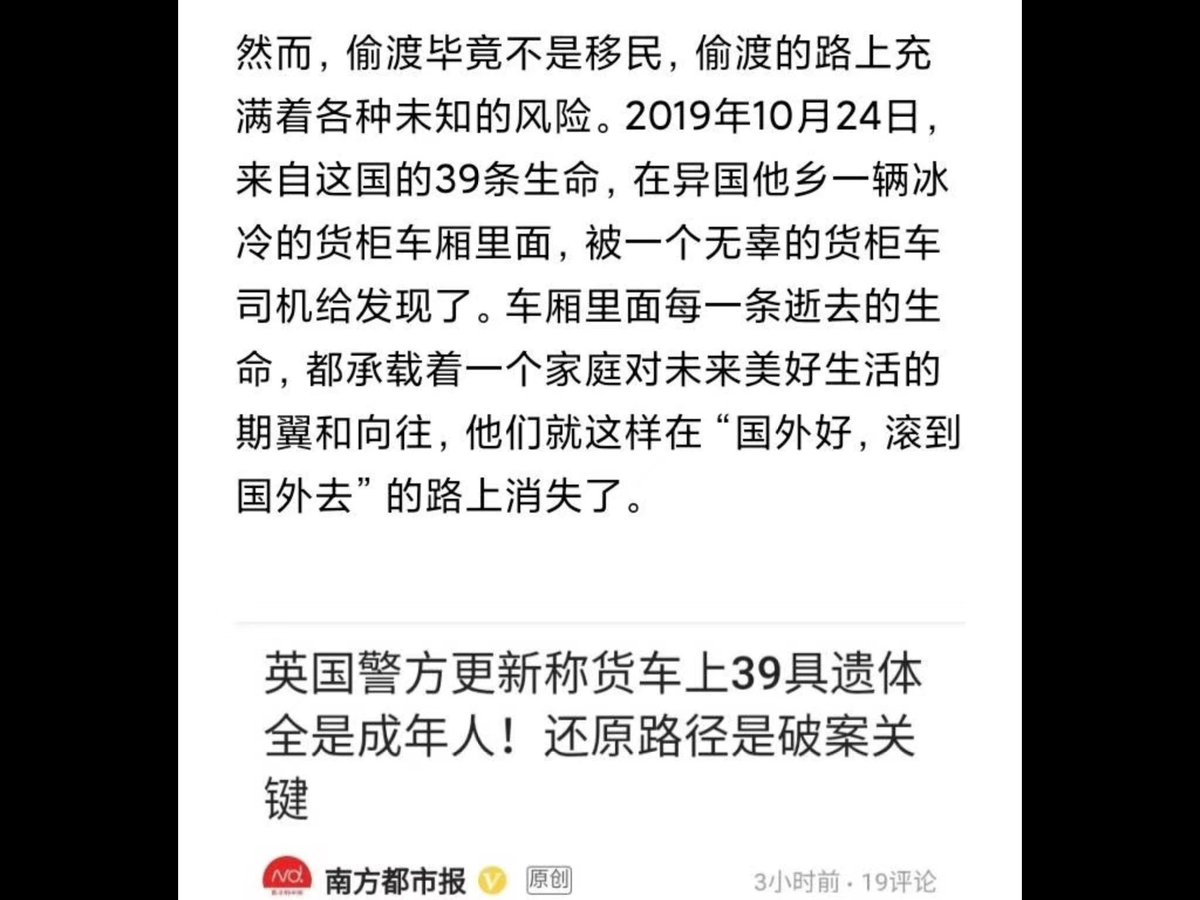 然而，偷渡毕竟不是移民，偷渡的路上充
满着各种未知的风险。2019年10月24日，
来自这国的39条生命，在异国他乡一辆冰
冷的货柜车厢里面，被一个无辜的货柜车
司机给发现了。车厢里面每一条逝去的生
命，都承载着一个家庭对未来美好生活的
期翼和向往，他们就这样在“国外好，滚到
国外去”的路上消失了。
英国警方更新称货车上39具遗体
全是成年人！还原路径是破案关
键
南方都市报 V 原创 3小时前·19评论